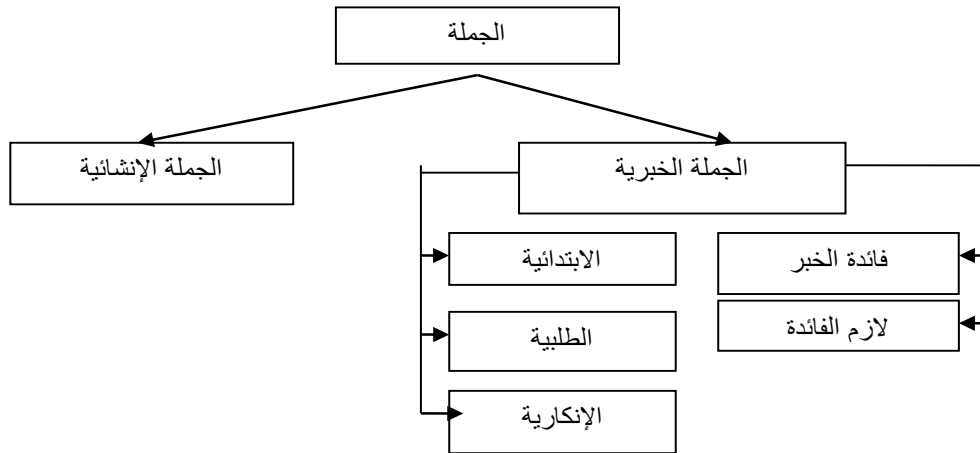 الجملة
الجملة الخبرية
الجملة الإنشائية
فائدة الخبر
الابتدائية
لازم الفائدة
الطلبية
الإنكارية